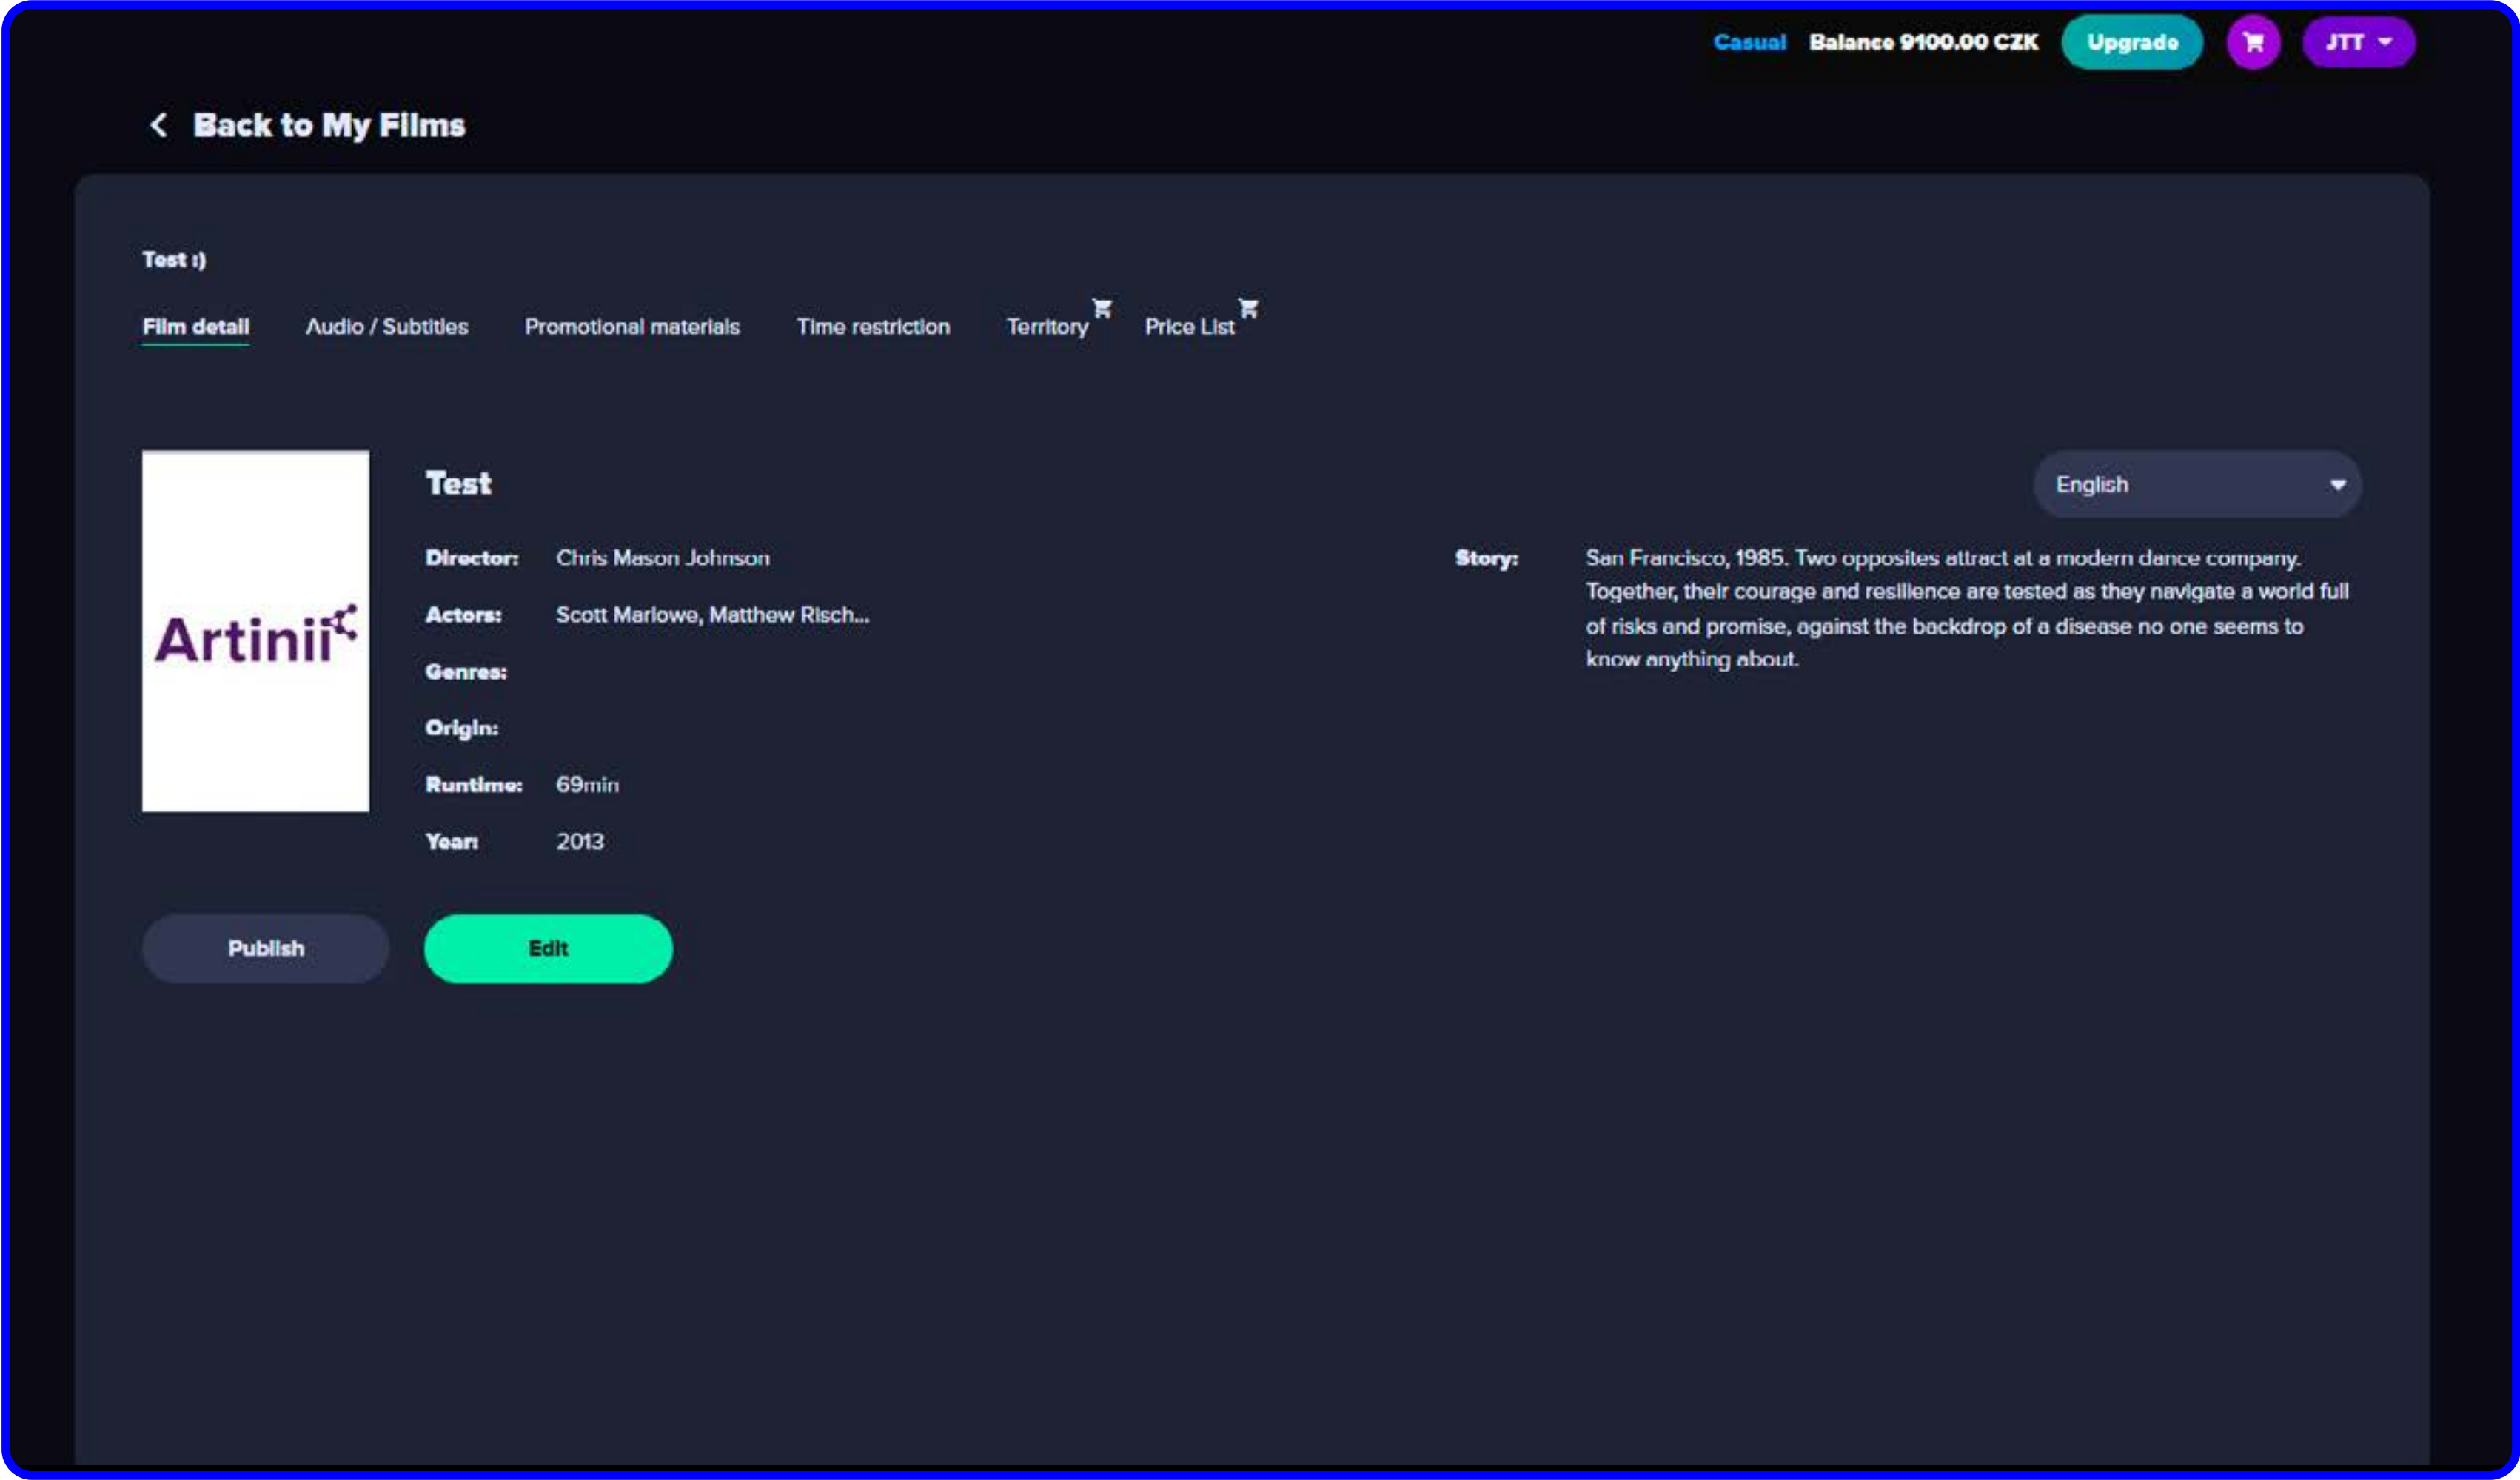 Casual Balance 9100.00 CZK Upgrade JTT
Back to My Films
Test :)
Film detail Audio / Subtitles Promotional materials Time restriction Territory Price List
Artinii
Test
English
Director: Chris Mason Johnson
Actors: Scott Marlowe, Matthew Risch...
Genres:
Origin:
Runtime: 69min
Year: 2013
Story: San Francisco, 1985. Two opposites attract at a modern dance company.
Together, their courage and resilience are tested as they navigate a world full
of risks and promise, against the backdrop of a disease no one seems to
know anything about.
Publish Edit